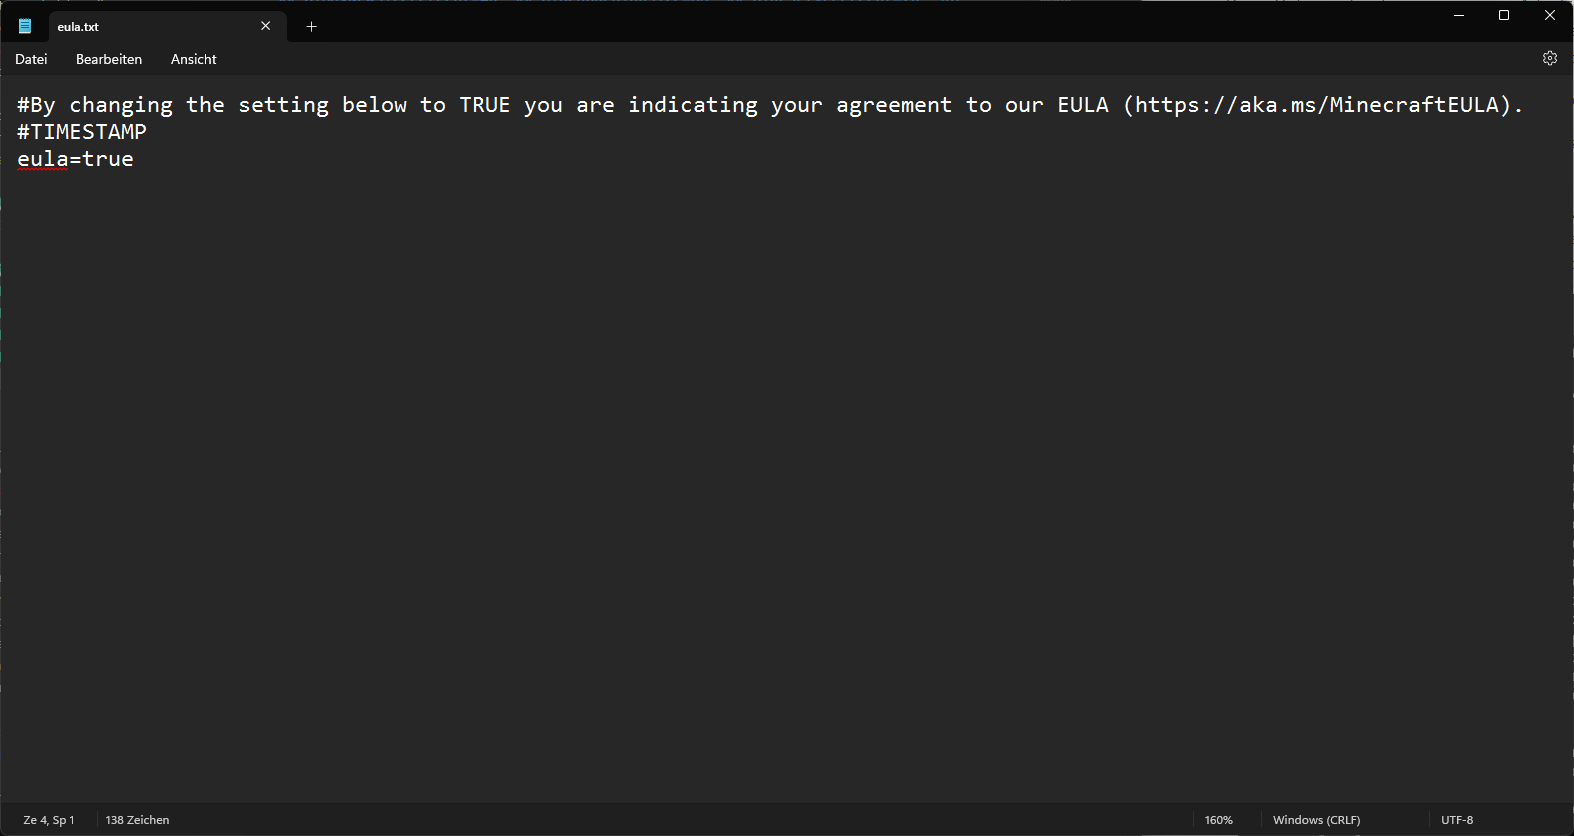 eula.txt
Datei Bearbeiten Ansicht
#By changing the setting below to TRUE you are indicating your agreement to our EULA (https://aka.ms/MinecraftEULA).
#TIMESTAMP
eula=true
Ze 4, Sp 1 138 Zeichen 160% Windows (CRLF) UTF-8